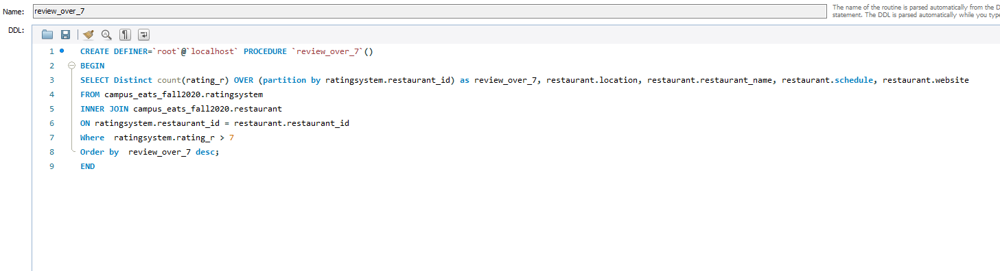 Name: review_over_7 The name of the routine is parsed automatically from the D
statement. The DDL is parsed automatically while you type
DDL:
1 CREATE DEFINER=`root`@`localhost` PROCEDURE `review_over_7`()
2 BEGIN
3 SELECT Distinct count(rating_r) OVER (partition by ratingsystem.restaurant_id) as review_over_7, restaurant.location, restaurant.restaurant_name, restaurant.schedule, restaurant.website
4 FROM campus_eats_fall2020.ratingsystem
5 INNER JOIN campus_eats_fall2020.restaurant
6 ON ratingsystem.restaurant_id = restaurant.restaurant_id
7 Where  ratingsystem.rating_r > 7
8 Order by  review_over_7 desc;
9 END